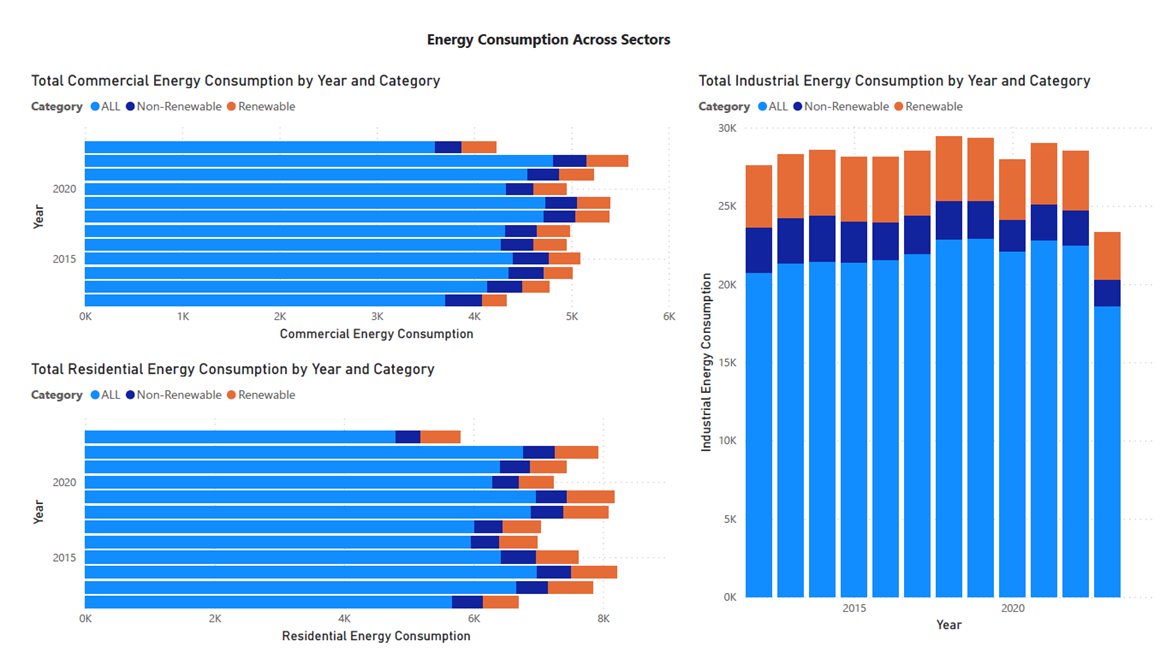 Energy Consumption Across Sectors
Total Commercial Energy Consumption by Year and Category
Category ALL Non-Renewable Renewable
0K 1K 2K 3K 4K 5K 6K
2020
2015
Year
Commercial Energy Consumption
Total Residential Energy Consumption by Year and Category
Category ALL Non-Renewable Renewable
2020
2015
Year
0K 2K 4K 6K 8K
Residential Energy Consumption
Total Industrial Energy Consumption by Year and Category
Category ALL Non-Renewable Renewable
30K
25K
20K
15K
10K
5K
0K
Industrial Energy Consumption
2015 2020
Year